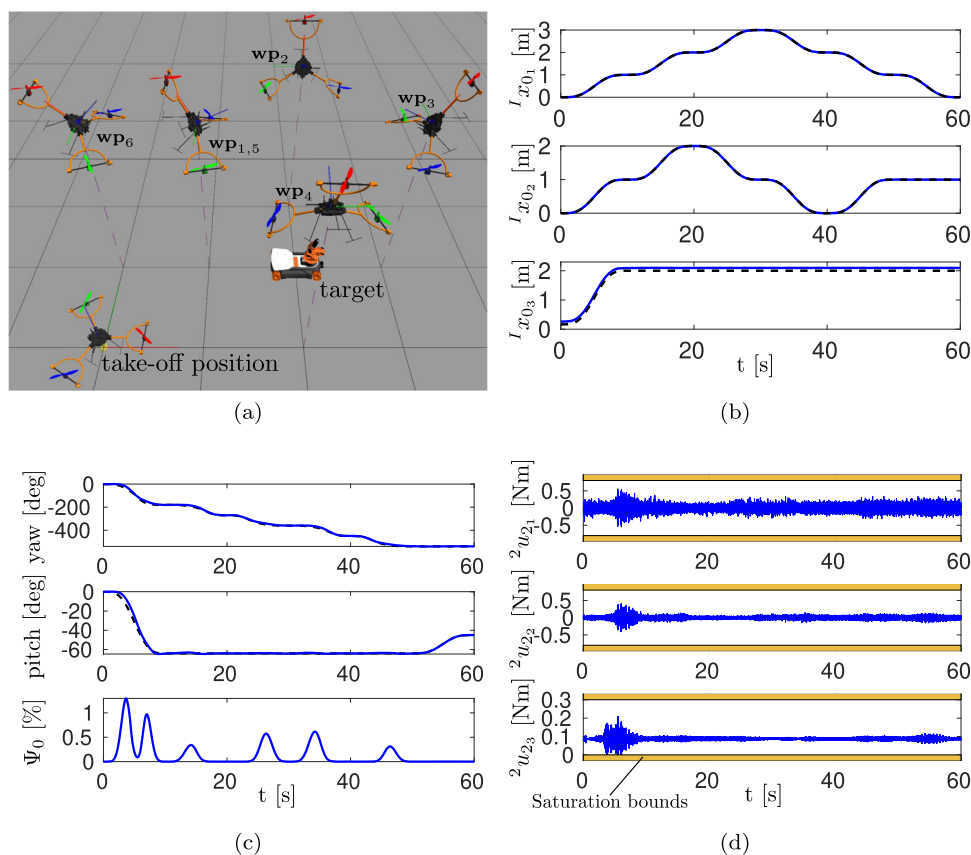 wp2
wp3
wp6
wp1,5
wp4
target
take-off position
(a)
Ix01 [m]
3
2
1
0
0 20 40 60
Ix02 [m]
2
1
0
0 20 40 60
Ix03 [m]
2
1
0
0 20 40 60
t [s]
(b)
yaw [deg]
0
-200
-400
0 20 40 60
pitch [deg]
0
-20
-40
-60
0 20 40 60
Ψ0 [%]
1
0.5
0
0 20 40 60
t [s]
(c)
2u21 [Nm]
0.5
0
-0.5
0 20 40 60
2u22 [Nm]
0.5
0
-0.5
0 20 40 60
2u23 [Nm]
0.3
0.2
0.1
0
0 20 40 60
t [s]
Saturation bounds
(d)